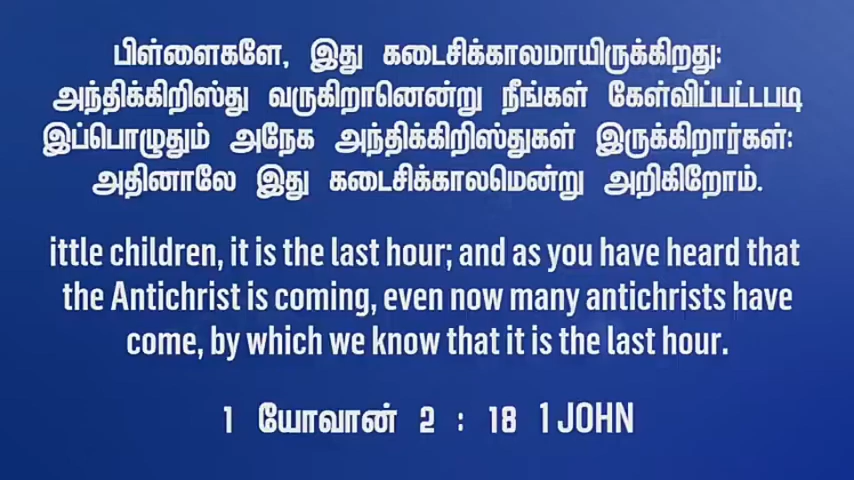 பிள்ளைகளே, இது கடைசிக்காலமாயிருக்கிறது:
அந்திக்கிறிஸ்து வருகிறானென்று நீங்கள் கேள்விப்பட்டபடி
இப்பொழுதும் அநேக அந்திக்கிறிஸ்துகள் இருக்கிறார்கள்:
அதினாலே இது கடைசிக்காலமென்று அறிகிறோம்.
ittle children, it is the last hour; and as you have heard that
the Antichrist is coming, even now many antichrists have
come, by which we know that it is the last hour.
1 யோவான் 2 : 18 1 JOHN